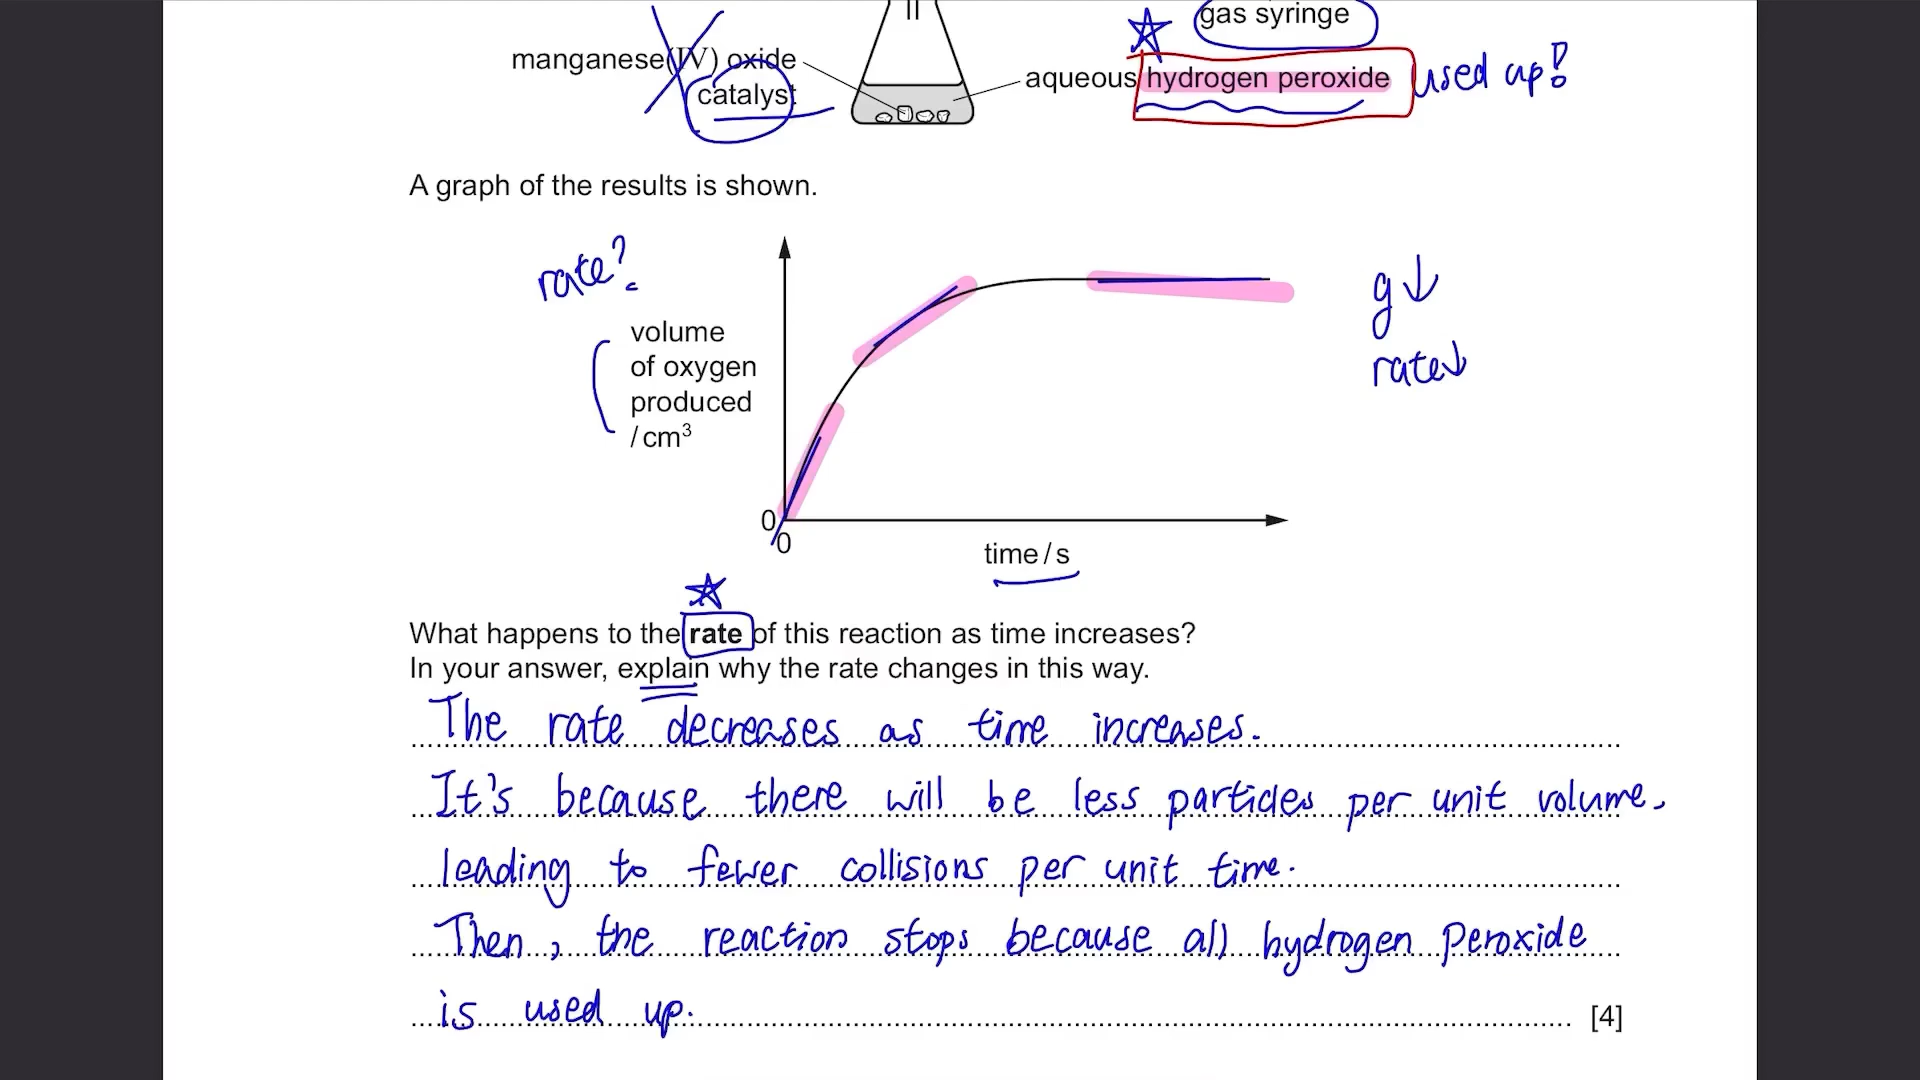 gas syringe
manganese(IV) oxide
catalyst
aqueous hydrogen peroxide used up!
A graph of the results is shown.
rate?
volume
of oxygen
produced
/cm³
g↓
rate↓
0
0
time/s
What happens to the rate of this reaction as time increases?
In your answer, explain why the rate changes in this way.
The rate decreases as time increases.
It's because there will be less particles per unit volume,
leading to fewer collisions per unit time.
Then, the reaction stops because all hydrogen peroxide
is used up.
[4]